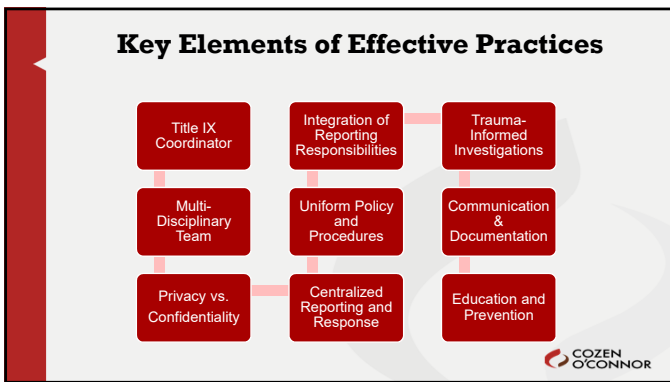 Key Elements of Effective Practices
Title IX
Coordinator
Multi-
Disciplinary
Team
Privacy vs.
Confidentiality
Centralized
Reporting and
Response
Uniform Policy
and
Procedures
Integration of
Reporting
Responsibilities
Trauma-
Informed
Investigations
Communication
&
Documentation
Education and
Prevention
COZEN
O'CONNOR